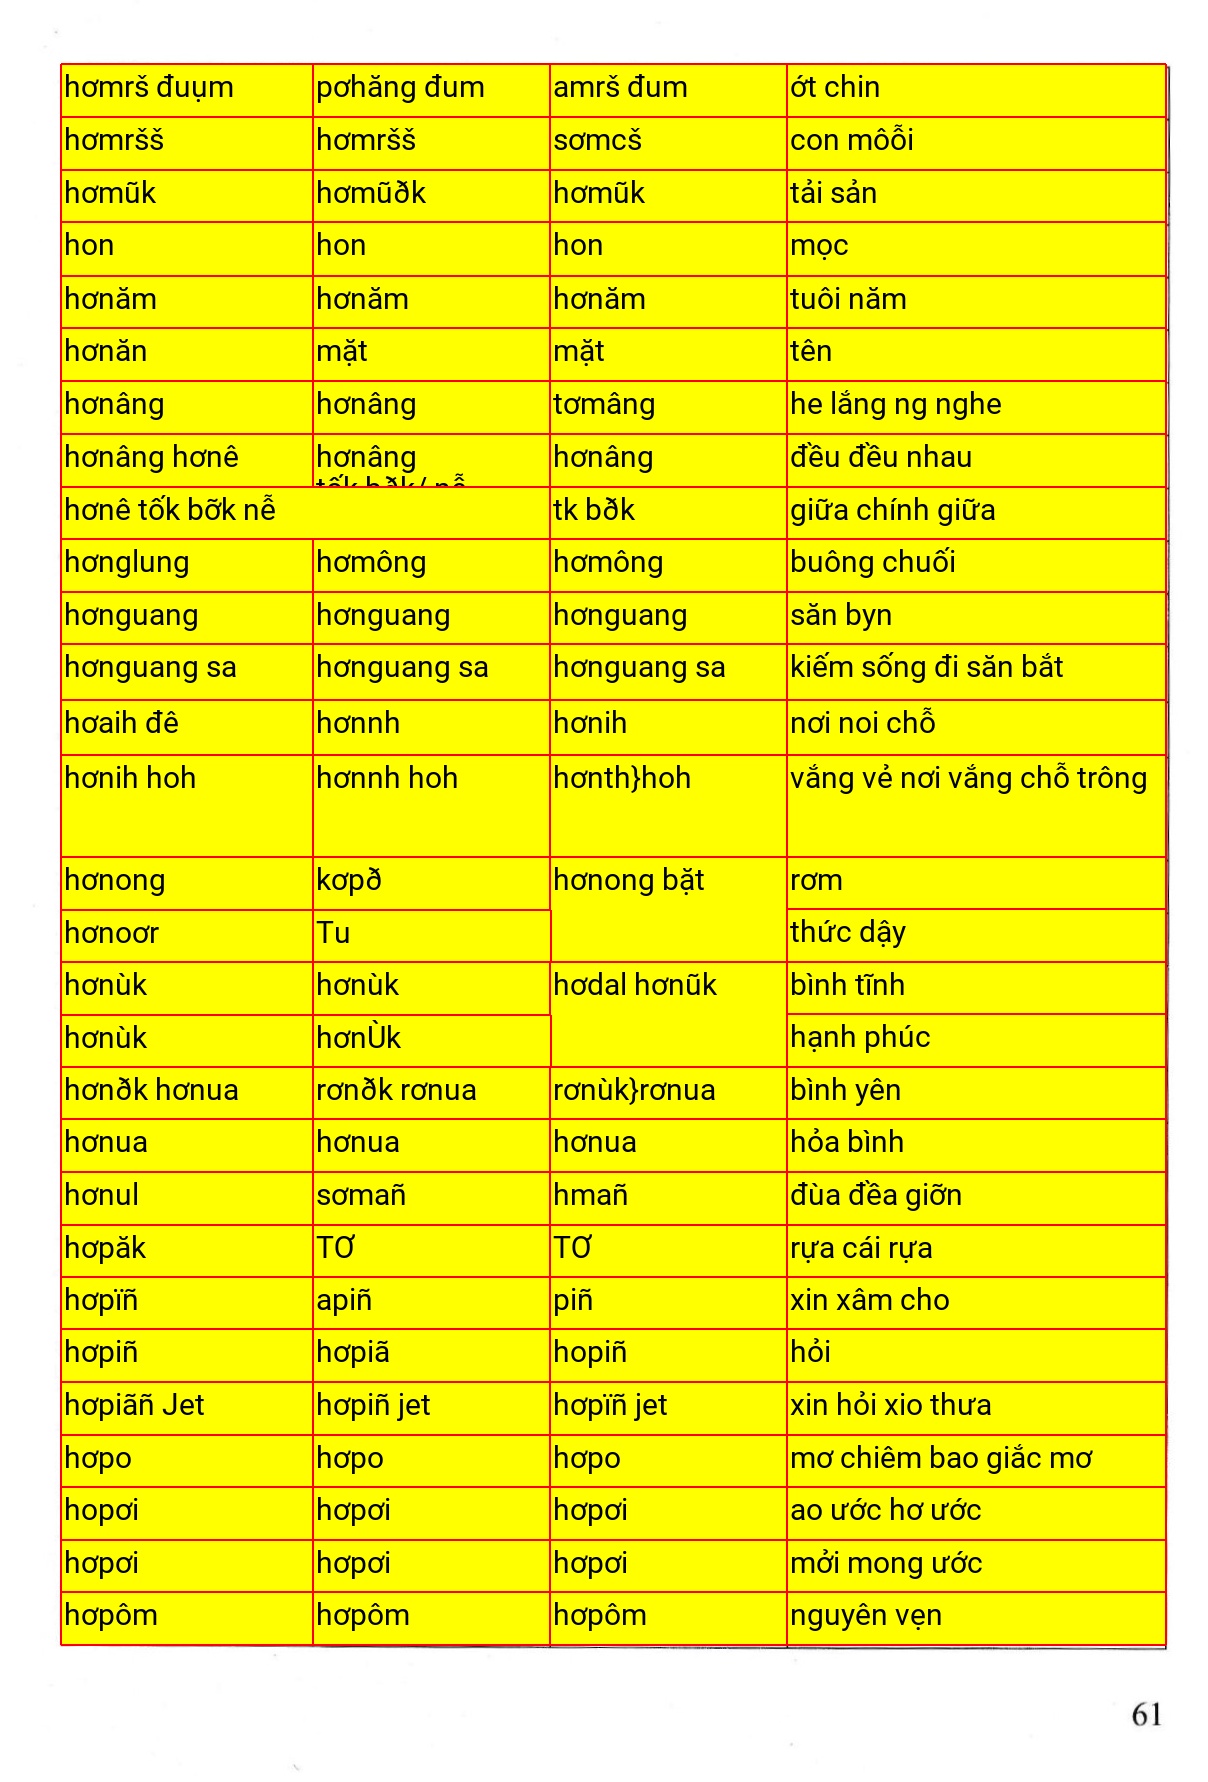 hơmrš đuụm pơhăng đum amrš đum ớt chin
hơmršš hơmršš sơmcš con môỗi
hơmũk hơmũðk hơmũk tải sản
hon hon hon mọc
hơnăm hơnăm hơnăm tuôi năm
hơnăn mặt mặt tên
hơnâng hơnâng tơmâng he lắng ng nghe
hơnâng hơnê hơnâng hơnâng đều đều nhau
hơnê tốk bỡk nễ tk bðk giữa chính giữa
hơnglung hơmông hơmông buông chuối
hơnguang hơnguang hơnguang săn byn
hơnguang sa hơnguang sa hơnguang sa kiếm sống đi săn bắt
hơaih đê hơnnh hơnih nơi noi chỗ
hơnih hoh hơnnh hoh hơnth}hoh vắng vẻ nơi vắng chỗ trông
hơnong kơpð hơnong bặt rơm
hơnoơr Tu thức dậy
hơnùk hơnùk hơdal hơnũk bình tĩnh
hơnùk hơnÙk hạnh phúc
hơnðk hơnua rơnðk rơnua rơnùk}rơnua bình yên
hơnua hơnua hơnua hỏa bình
hơnul sơmañ hmañ đùa đềa giỡn
hơpăk TƠ TƠ rựa cái rựa
hơpïñ apiñ piñ xin xâm cho
hơpiñ hơpiã hopiñ hỏi
hơpiãñ Jet hơpiñ jet hơpïñ jet xin hỏi xio thưa
hơpo hơpo hơpo mơ chiêm bao giắc mơ
hopơi hơpơi hơpơi ao ước hơ ước
hơpơi hơpơi hơpơi mởi mong ước
hơpôm hơpôm hơpôm nguyên vẹn
61